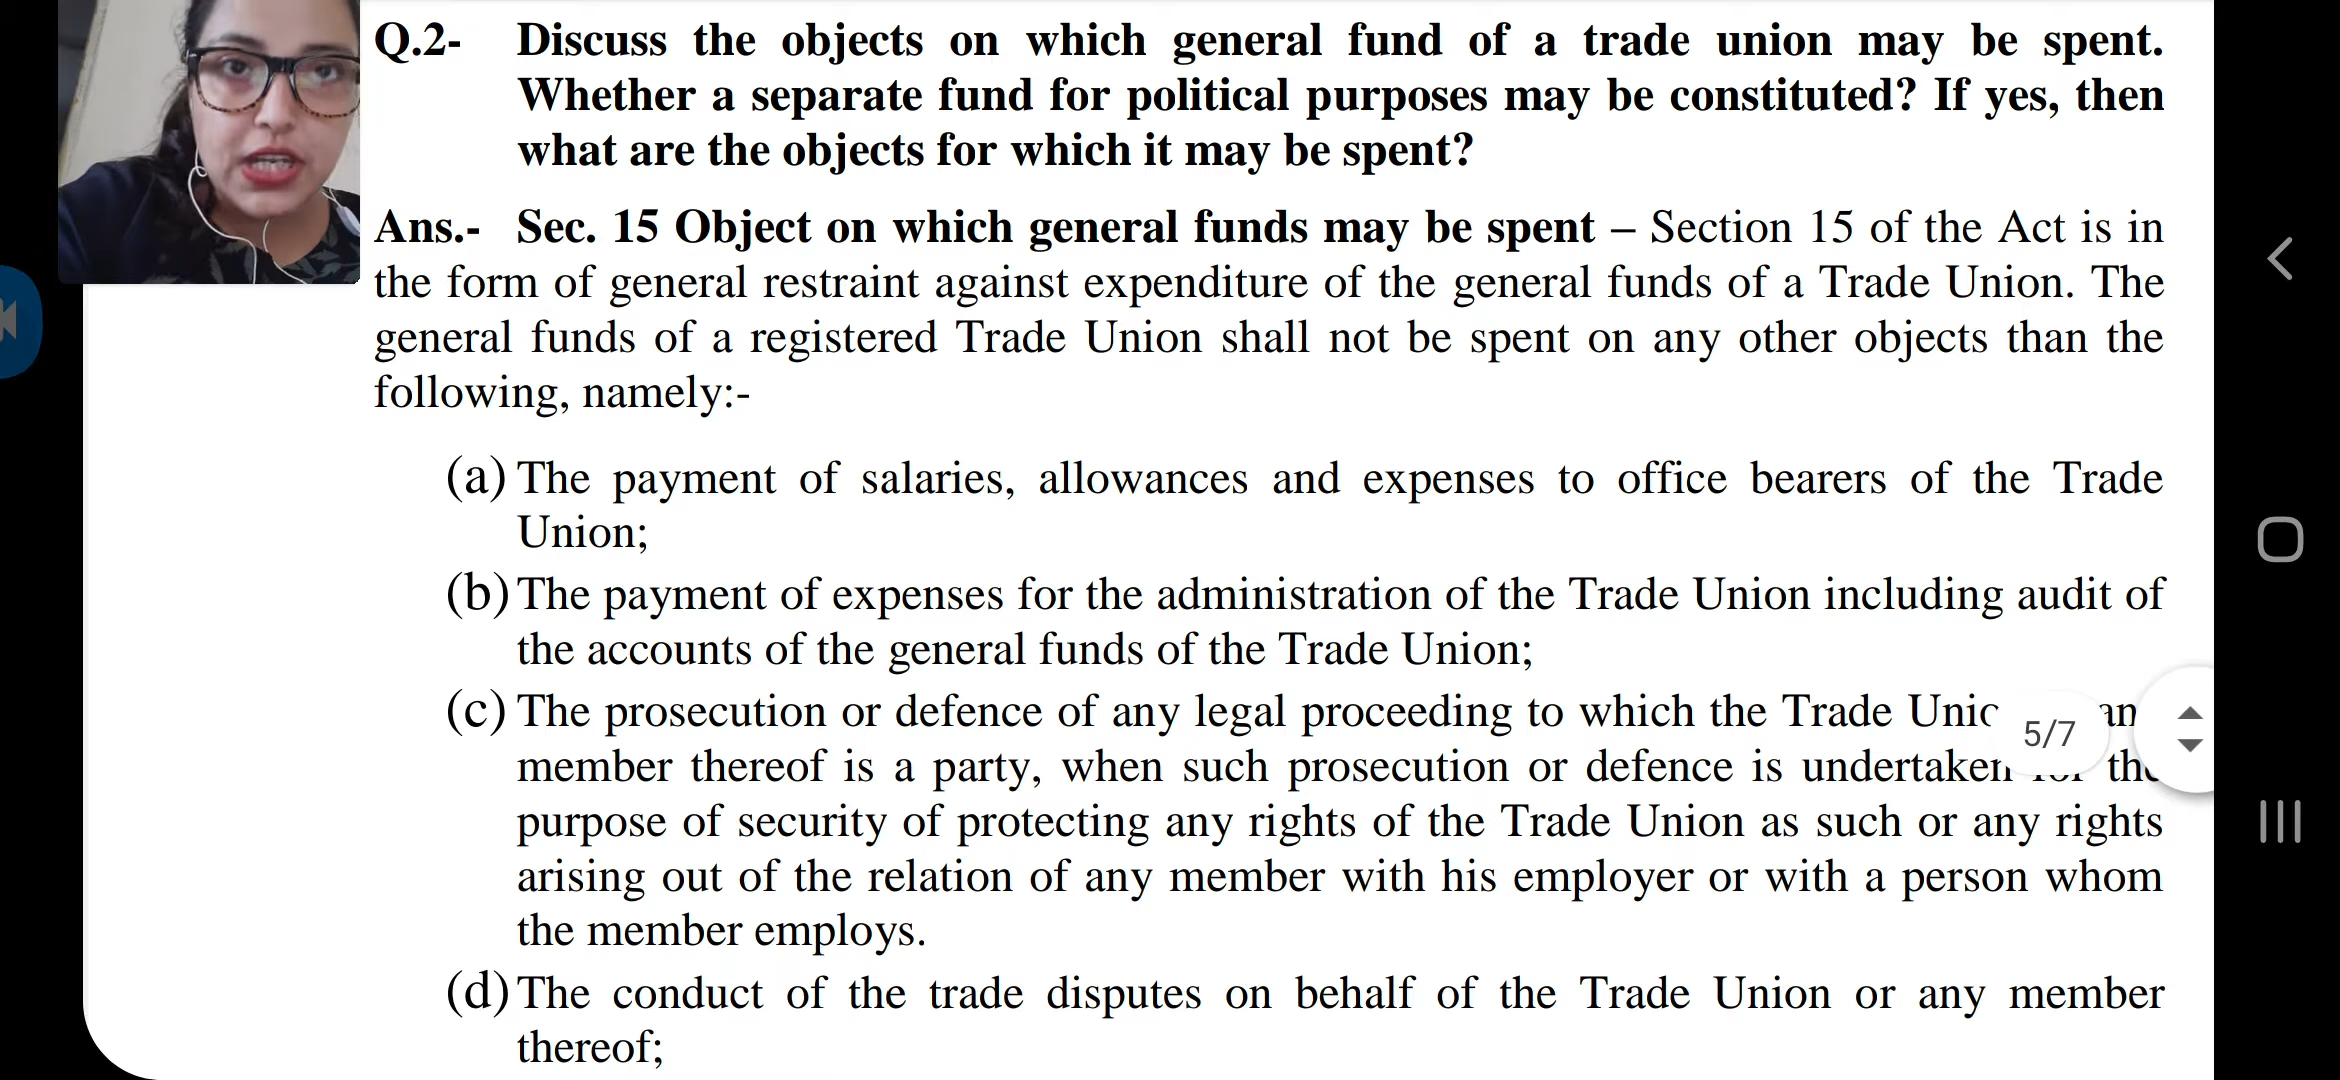 Q.2- Discuss the objects on which general fund of a trade union may be spent.
Whether a separate fund for political purposes may be constituted? If yes, then
what are the objects for which it may be spent?
Ans.- Sec. 15 Object on which general funds may be spent – Section 15 of the Act is in
the form of general restraint against expenditure of the general funds of a Trade Union. The
general funds of a registered Trade Union shall not be spent on any other objects than the
following, namely:-
(a) The payment of salaries, allowances and expenses to office bearers of the Trade
Union;
(b) The payment of expenses for the administration of the Trade Union including audit of
the accounts of the general funds of the Trade Union;
(c) The prosecution or defence of any legal proceeding to which the Trade
member thereof is a party, when such prosecution or defence is undertaken
purpose of security of protecting any rights of the Trade Union as such or any rights
arising out of the relation of any member with his employer or with a person whom
the member employs.
(d) The conduct of the trade disputes on behalf of the Trade Union or any member
thereof;
5/7